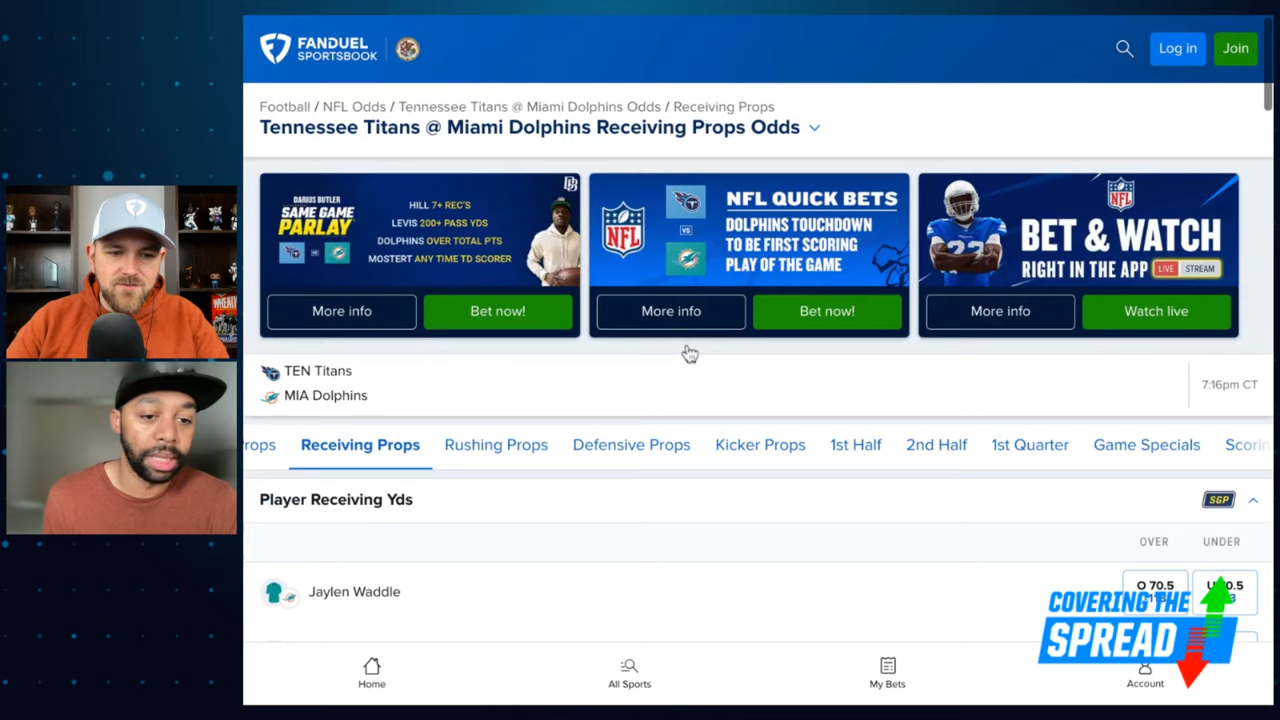 FANDUEL
SPORTSBOOK
Log in
Join
Football / NFL Odds / Tennessee Titans @ Miami Dolphins Odds / Receiving Props
Tennessee Titans @ Miami Dolphins Receiving Props Odds
DARIUS BUTLER
SAME GAME
PARLAY
VS
HILL 7+ REC'S
LEVIS 200+ PASS YDS
DOLPHINS OVER TOTAL PTS
MOSTERT ANY TIME TD SCORER
More info
Bet now!
NFL
VS
NFL QUICK BETS
DOLPHINS TOUCHDOWN
TO BE FIRST SCORING
PLAY OF THE GAME
More info
Bet now!
NFL
BET & WATCH
RIGHT IN THE APP LIVE STREAM
More info
Watch live
TEN Titans
MIA Dolphins
7:16pm CT
rops
Receiving Props
Rushing Props
Defensive Props
Kicker Props
1st Half
2nd Half
1st Quarter
Game Specials
Scorin
Player Receiving Yds
SGP
OVER
UNDER
Jaylen Waddle
O 70.5
COVERING THE
SPREAD
Home
All Sports
My Bets
Account